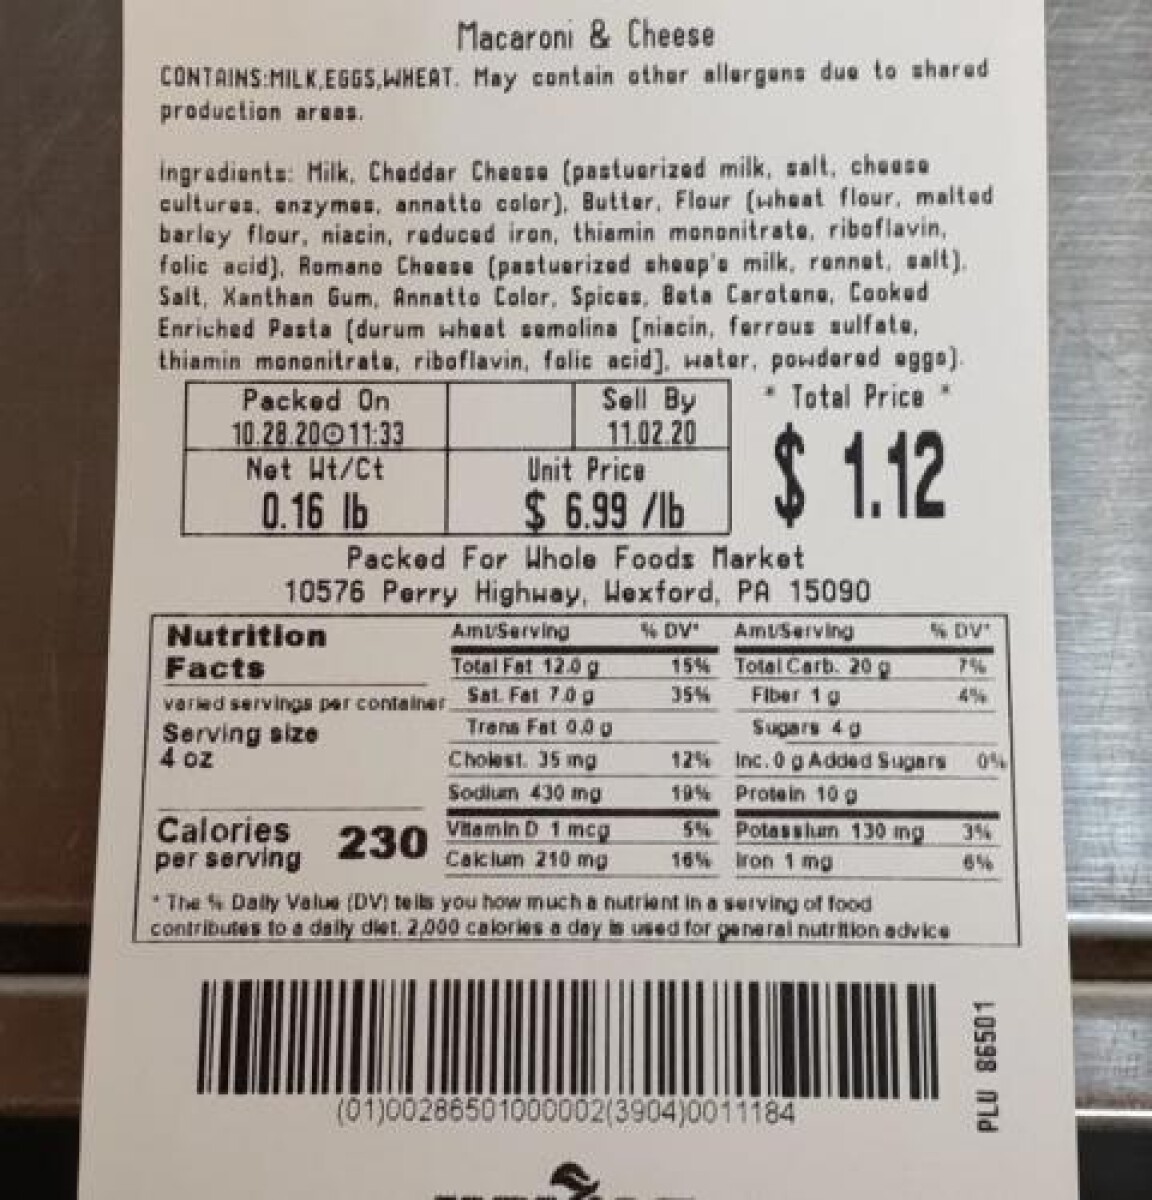 Macaroni & Cheese
CONTAINS:MILK,EGGS,WHEAT. May contain other allergens due to shared
production areas.
Ingredients: Milk, Cheddar Cheese (pastuerized milk, salt, cheese
cultures, enzymes, annatto color), Butter, Flour (wheat flour, malted
barley flour, niacin, reduced iron, thiamin mononitrate, riboflavin,
folic acid), Romano Cheese (pastuerized sheep's milk, rennet, salt),
Salt, Xanthan Gum, Annatto Color, Spices, Beta Carotene, Cooked
Enriched Pasta (durum wheat semolina [niacin, ferrous sulfate,
thiamin mononitrate, riboflavin, folic acid], water, powdered eggs).
Packed On
10.28.20 11:33
Sell By
11.02.20
* Total Price *
$ 1.12
Net Wt/Ct
0.16 lb
Unit Price
$ 6.99 /lb
Packed For Whole Foods Market
10576 Perry Highway, Wexford, PA 15090
Nutrition
Facts
varied servings per container
Serving size
4 oz
Calories
per serving
230
Amt/Serving % DV* Amt/Serving % DV*
Total Fat 12.0 g 15% Total Carb. 20 g 7%
Sat. Fat 7.0 g 35% Fiber 1 g 4%
Trans Fat 0.0 g Sugars 4 g
Cholest. 35 mg 12% Inc. 0 g Added Sugars 0%
Sodium 430 mg 19% Protein 10 g
Vitamin D 1 mcg 5% Potassium 130 mg 3%
Calcium 210 mg 16% Iron 1 mg 6%
* The % Daily Value (DV) tells you how much a nutrient in a serving of food
contributes to a daily diet. 2,000 calories a day is used for general nutrition advice
(01)00286501000002(3904)0011184
PLU 86501